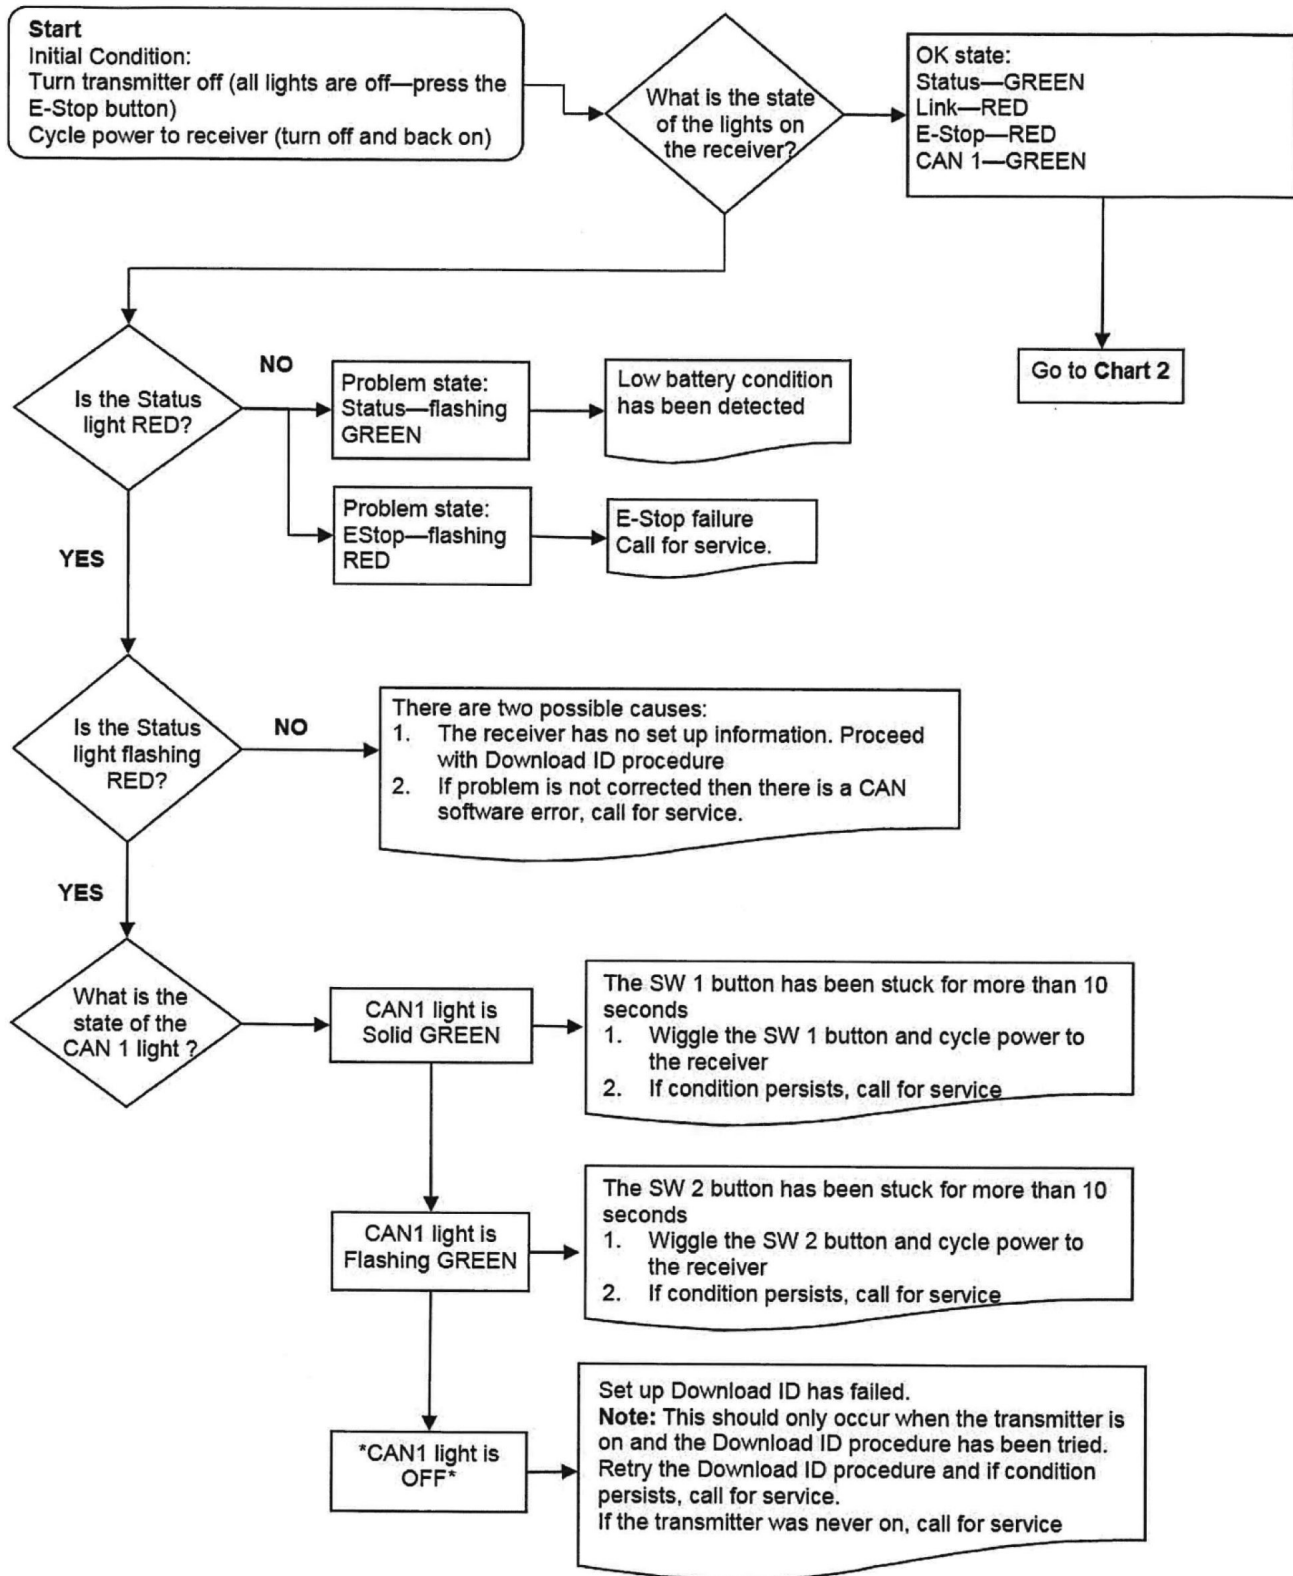 Start
Initial Condition:
Turn transmitter off (all lights are off—press the
E-Stop button)
Cycle power to receiver (turn off and back on)
What is the state
of the lights on
the receiver?
OK state:
Status—GREEN
Link—RED
E-Stop—RED
CAN 1—GREEN
Go to Chart 2
Is the Status
light RED?
NO
Problem state:
Status—flashing
GREEN
Low battery condition
has been detected
Problem state:
EStop—flashing
RED
E-Stop failure
Call for service.
YES
Is the Status
light flashing
RED?
NO
There are two possible causes:
1. The receiver has no set up information. Proceed
with Download ID procedure
2. If problem is not corrected then there is a CAN
software error, call for service.
YES
What is the
state of the
CAN 1 light ?
CAN1 light is
Solid GREEN
The SW 1 button has been stuck for more than 10
seconds
1. Wiggle the SW 1 button and cycle power to
the receiver
2. If condition persists, call for service
CAN1 light is
Flashing GREEN
The SW 2 button has been stuck for more than 10
seconds
1. Wiggle the SW 2 button and cycle power to
the receiver
2. If condition persists, call for service
*CAN1 light is
OFF*
Set up Download ID has failed.
Note: This should only occur when the transmitter is
on and the Download ID procedure has been tried.
Retry the Download ID procedure and if condition
persists, call for service.
If the transmitter was never on, call for service